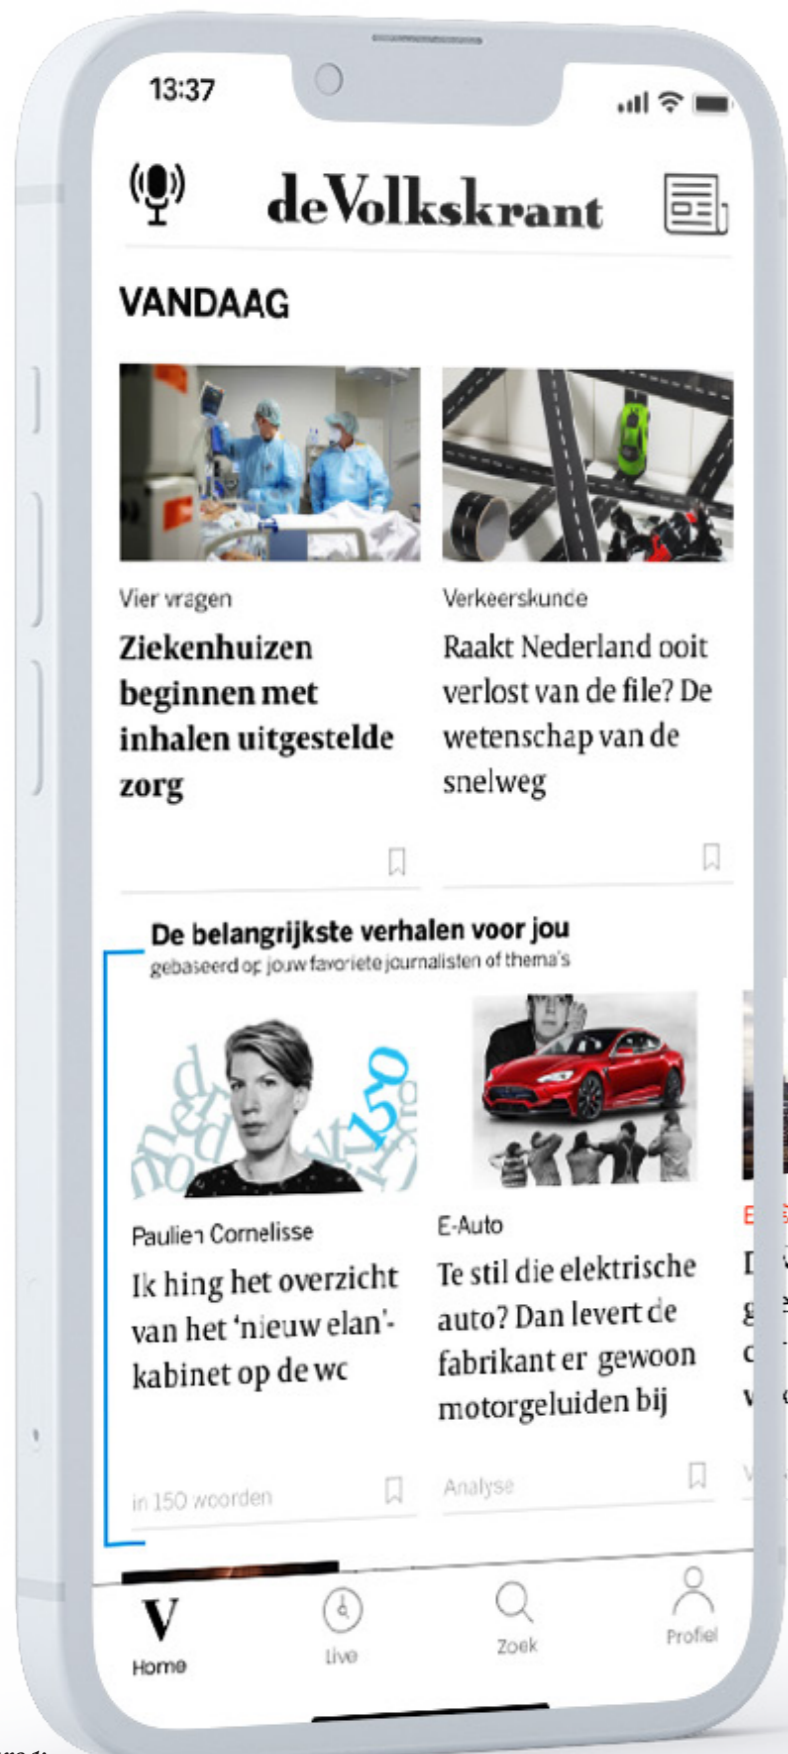 13:37
deVolkskrant
VANDAAG
Vier vragen
Ziekenhuizen
beginnen met
inhalen uitgestelde
zorg
Verkeerskunde
Raakt Nederland ooit
verlost van de file? De
wetenschap van de
snelweg
De belangrijkste verhalen voor jou
gebaseerd op jouw favoriete journalisten of thema's
150
Paulien Cornelisse
Ik hing het overzicht
van het 'nieuw elan'-
kabinet op de wc
in 150 woorden
E-Auto
Te stil die elektrische
auto? Dan levert de
fabrikant er gewoon
motorgeluiden bij
Analyse
V
Home
Live
Zoek
Profiel